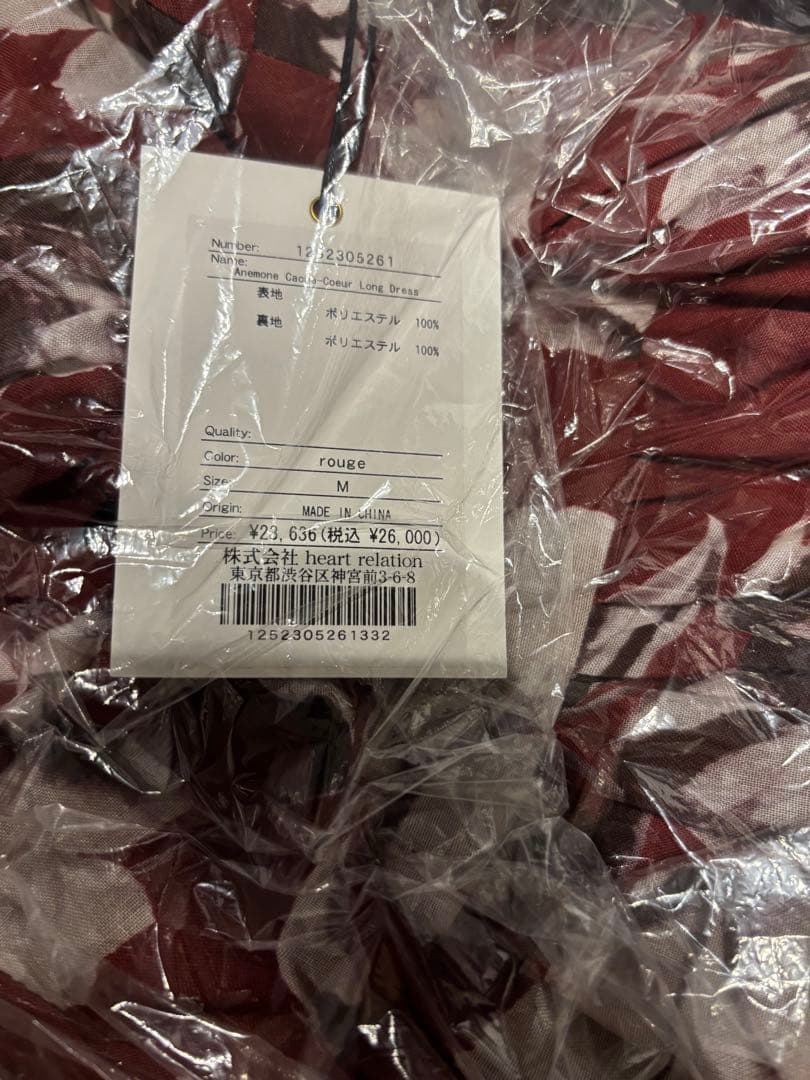 Number: 1252305261
Name:
Anemone Cache-Coeur Long Dress
表地
ポリエステル 100%
裏地
ポリエステル 100%
Quality:
Color: rouge
Size: M
Origin: MADE IN CHINA
Price: ¥23,636(税込 ¥26,000)
株式会社 heart relation
東京都渋谷区神宮前3-6-8
1252305261332